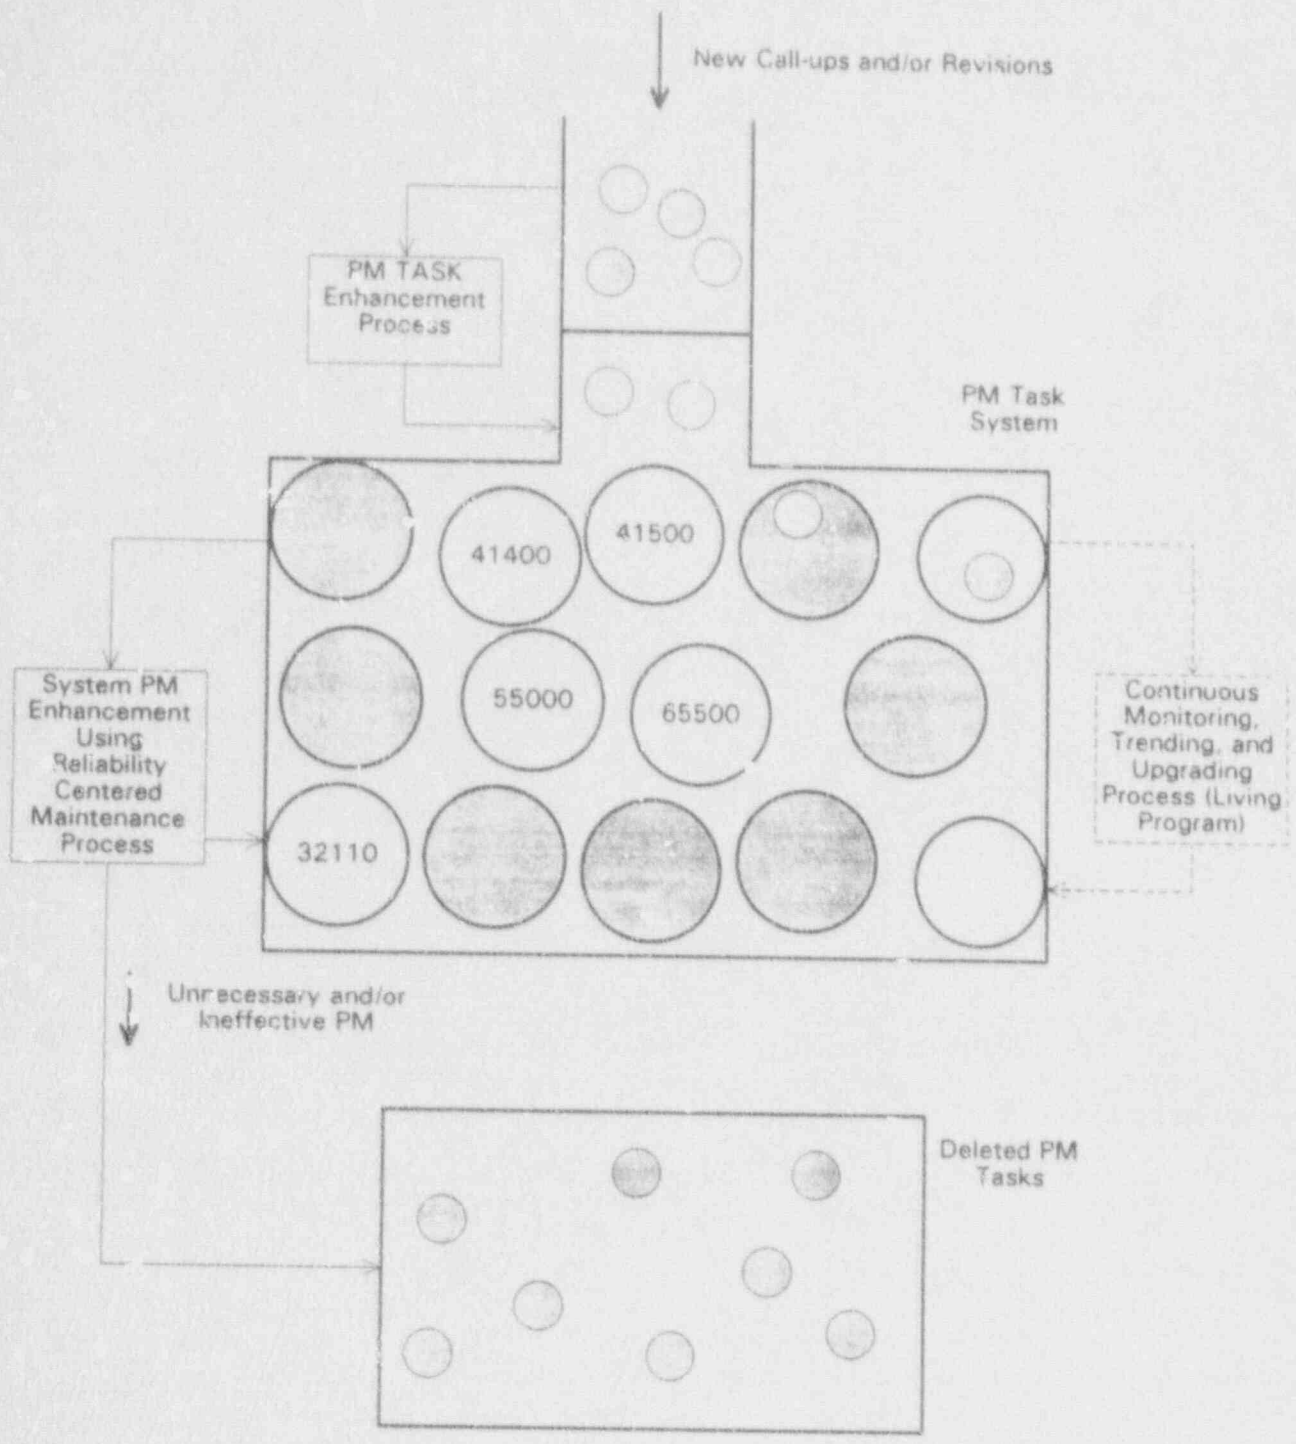 New Call-ups and/or Revisions
PM TASK
Enhancement
Process
PM Task
System
41400
41500
55000
65500
32110
System PM
Enhancement
Using
Reliability
Centered
Maintenance
Process
Continuous
Monitoring,
Trending, and
Upgrading
Process (Living
Program)
Unnecessary and/or
Ineffective PM
Deleted PM
Tasks